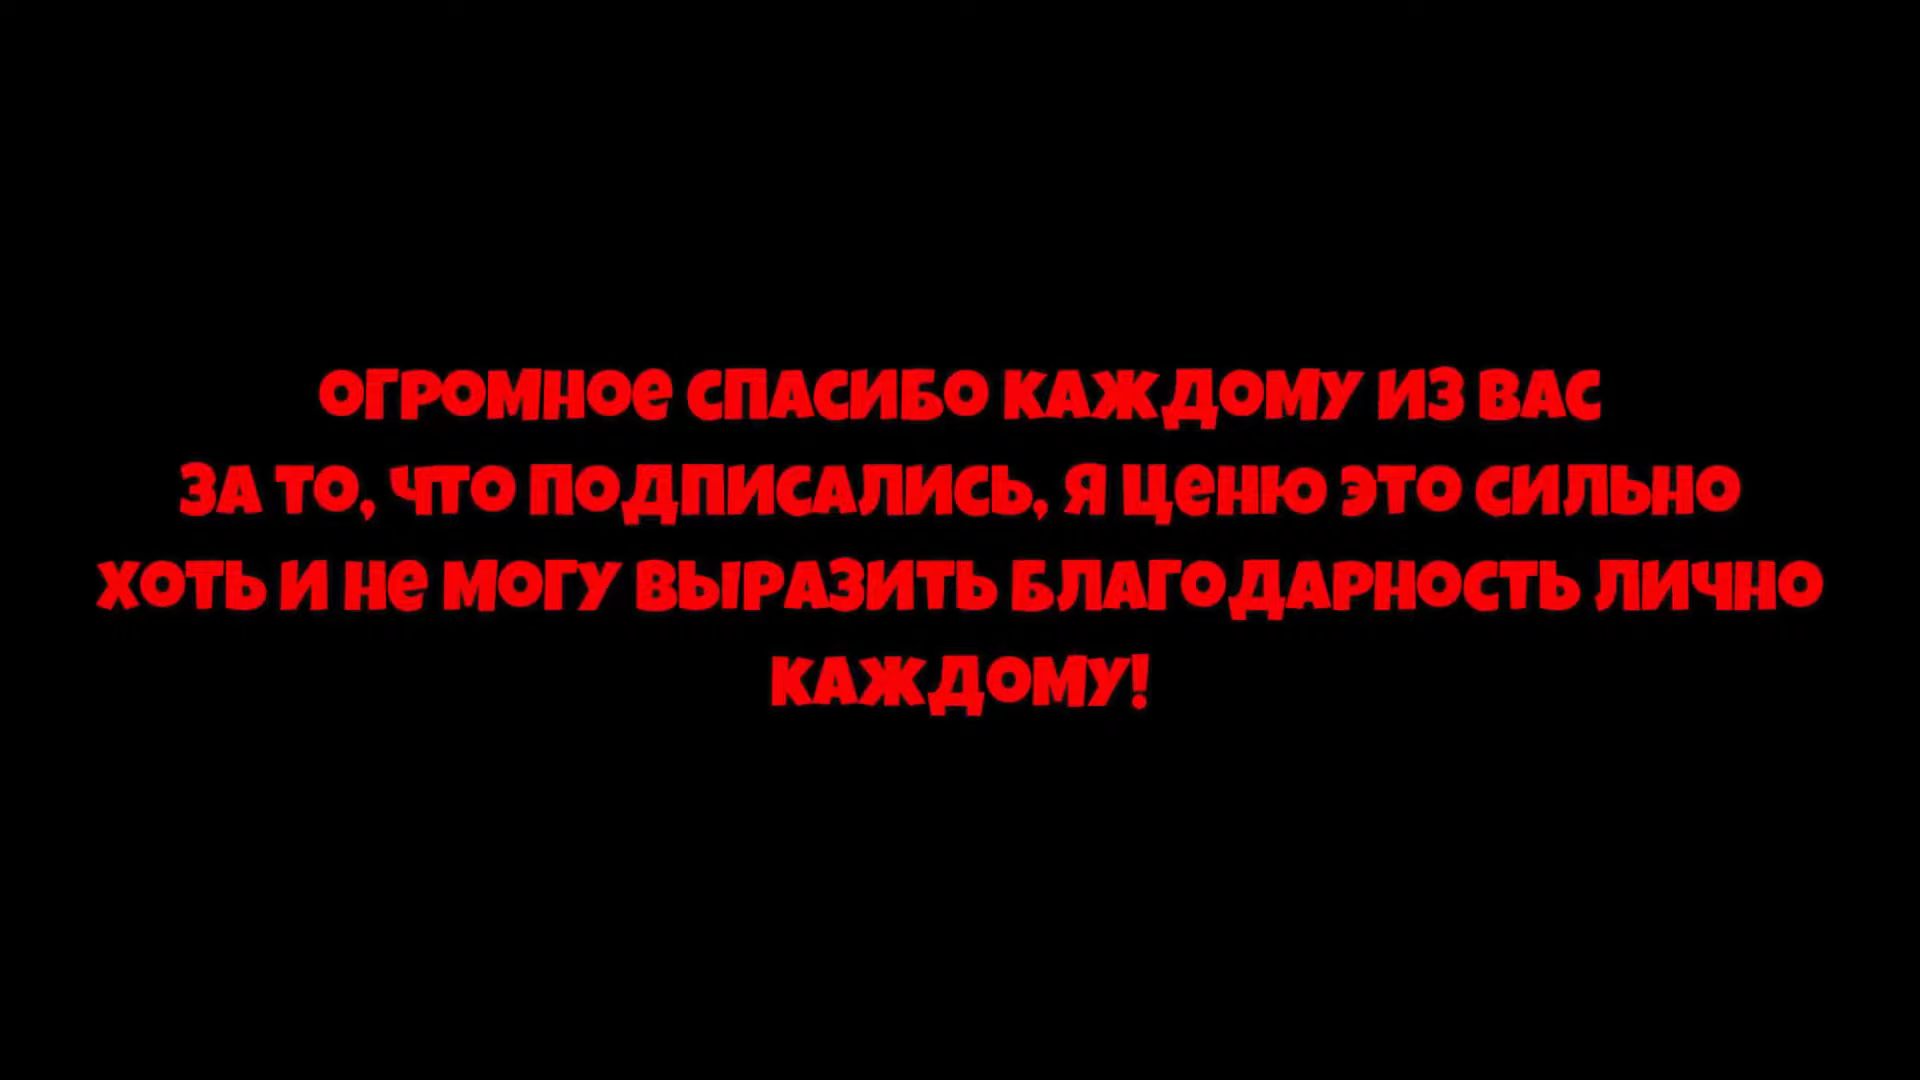 ОГРОМНОЕ СПАСИБО КАЖДОМУ ИЗ ВАС
ЗА ТО, ЧТО ПОДПИСАЛИСЬ, Я ЦЕНЮ ЭТО СИЛЬНО
ХОТЬ И НЕ МОГУ ВЫРАЗИТЬ БЛАГОДАРНОСТЬ ЛИЧНО
КАЖДОМУ!